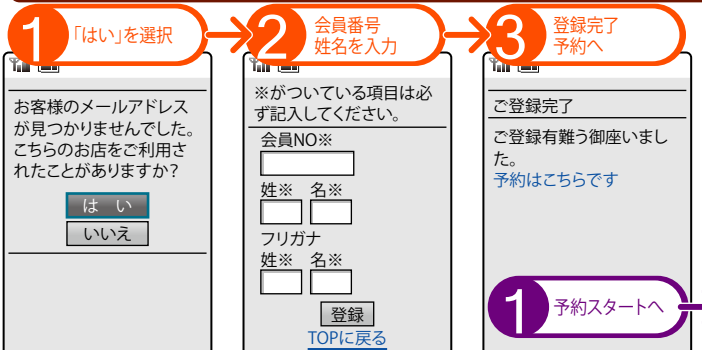 1
「はい」を選択
2
会員番号
姓名を入力
3
登録完了
予約へ
お客様のメールアドレス
が見つかりませんでした。
こちらのお店をご利用さ
れたことがありますか?
は い
いいえ
※がついている項目は必
ず記入してください。
会員NO※
姓※ 名※
フリガナ
姓※ 名※
登録
TOPに戻る
ご登録完了
ご登録有難う御座いまし
た。
予約はこちらです
1
予約スタートへ